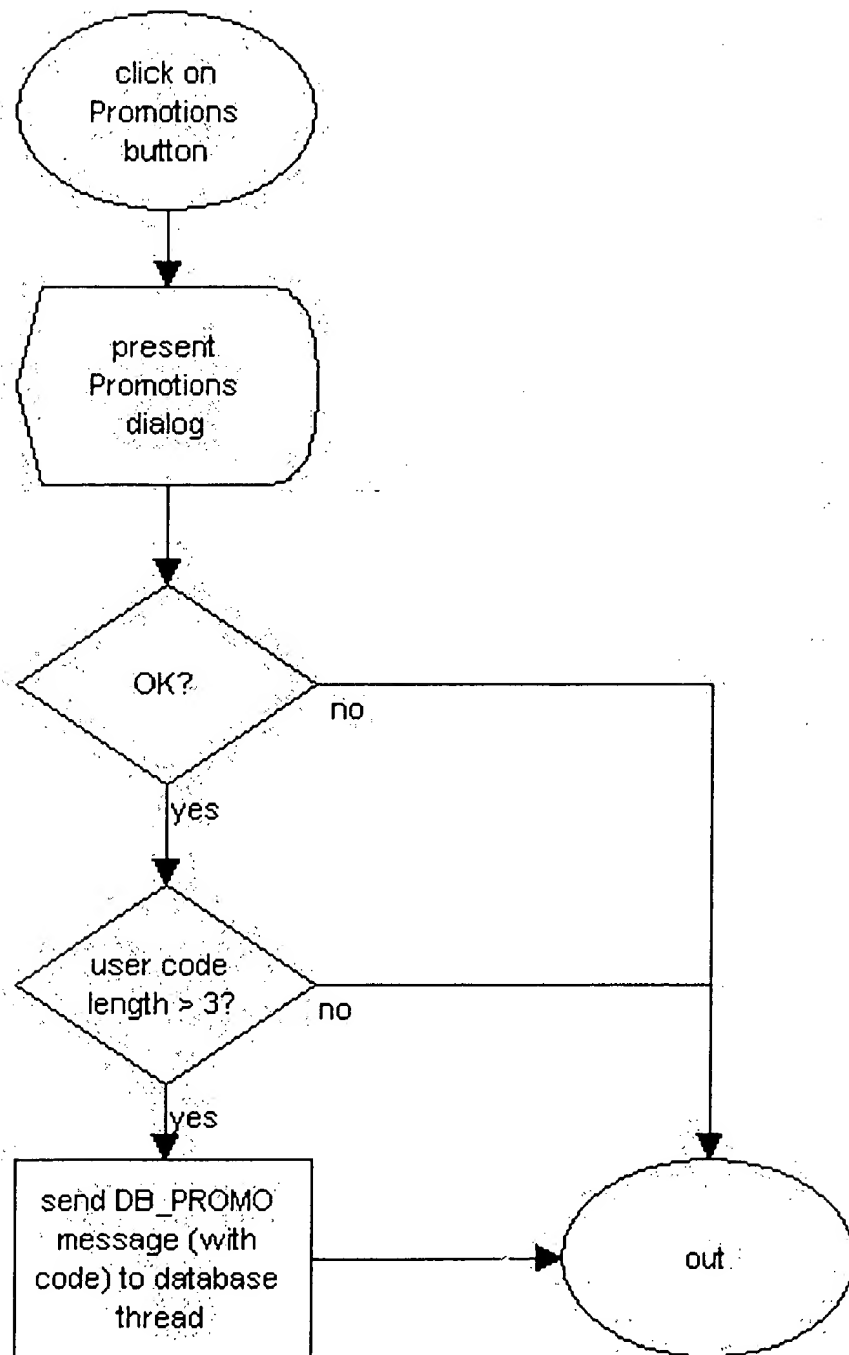 click on
Promotions
button
present
Promotions
dialog
OK?
no
yes
user code
length > 3?
no
yes
send DB_PROMO
message (with
code) to database
thread
out